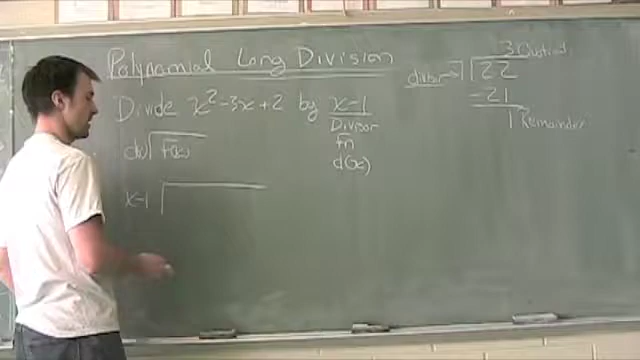 Polynomial Long Division
Divide x²-3x+2 by x-1
Divisor
fn
d(x)
d(x) f(x)
x-1
3 Quotient
divisor 7 22
-21
1 Remainder